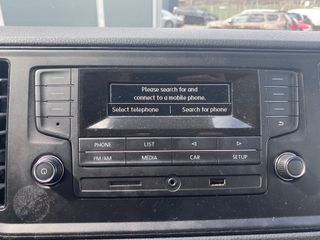 Please search for and
connect to a mobile phone.
Select telephone Search for phone
PHONE LIST
FM/AM MEDIA CAR SETUP